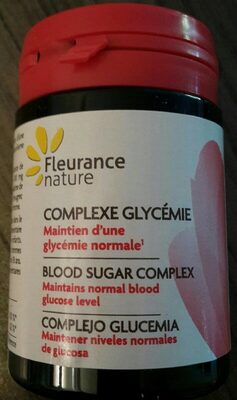 Fleurance
nature
COMPLEXE GLYCÉMIE
Maintien d'une
glycémie normale¹
BLOOD SUGAR COMPLEX
Maintains normal blood
glucose level
COMPLEJO GLUCEMIA
Maintener niveles normales
de glucosa